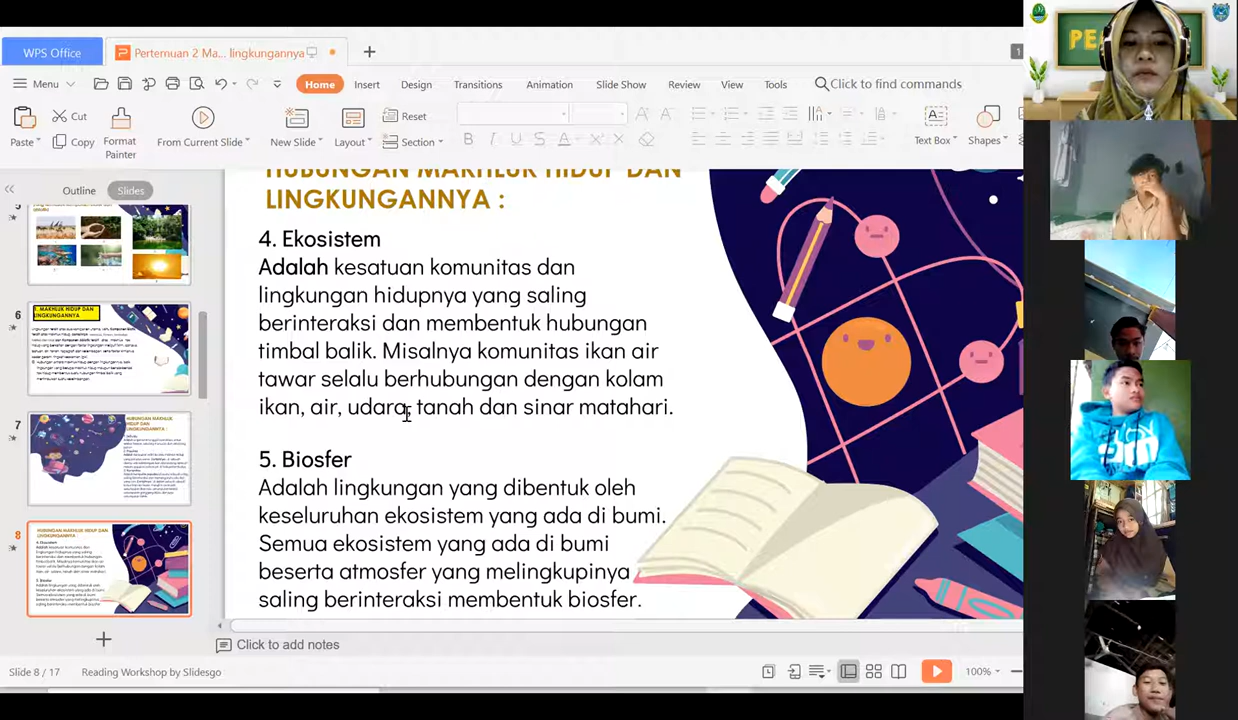 WPS Office
Pertemuan 2 Ma... lingkungannya
1
Menu
Home
Insert
Design
Transitions
Animation
Slide Show
Review
View
Tools
Click to find commands
Paste
Cut
Copy
Format
Painter
From Current Slide
New Slide
Layout
Reset
Section
B I U S A
Text Box
Shapes
Outline
Slides
5
6
7
8
HUBUNGAN MAKHLUK HIDUP DAN
LINGKUNGANNYA :
4. Ekosistem
Adalah kesatuan komunitas dan
lingkungan hidupnya yang saling
berinteraksi dan membentuk hubungan
timbal balik. Misalnya komunitas ikan air
tawar selalu berhubungan dengan kolam
ikan, air, udara, tanah dan sinar matahari.
5. Biosfer
Adalah lingkungan yang dibentuk oleh
keseluruhan ekosistem yang ada di bumi.
Semua ekosistem yang ada di bumi
beserta atmosfer yang melingkupinya
saling berinteraksi membentuk biosfer.
Click to add notes
Slide 8 / 17
Reading Workshop by Slidesgo
100%